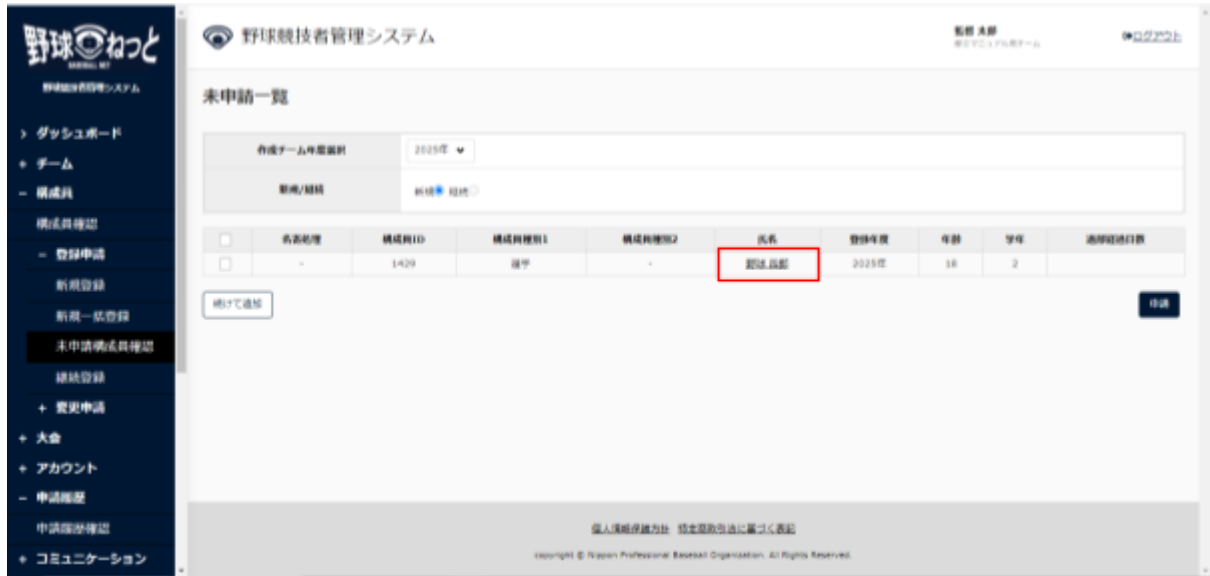 野球ねっと
BASEBALL NET
野球競技者管理システム
> ダッシュボード
+ チーム
− 構成員
構成員確認
− 登録申請
新規登録
新規一括登録
未申請構成員確認
継続登録
+ 変更申請
+ 大会
+ アカウント
− 申請履歴
申請履歴確認
+ コミュニケーション
野球競技者管理システム
監督 太郎
ログアウト
未申請一覧
作成チーム年度選択 2025年
新規/継続 新規 継続
名寄処理 構成員ID 構成員種別1 構成員種別2 氏名 登録年度 年齢 学年
- 1429 選手 - 2025年 18 2
続けて追加
申請
個人情報保護方針 特定商取引法に基づく表記
copyright © Nippon Professional Baseball Organization. All Rights Reserved.